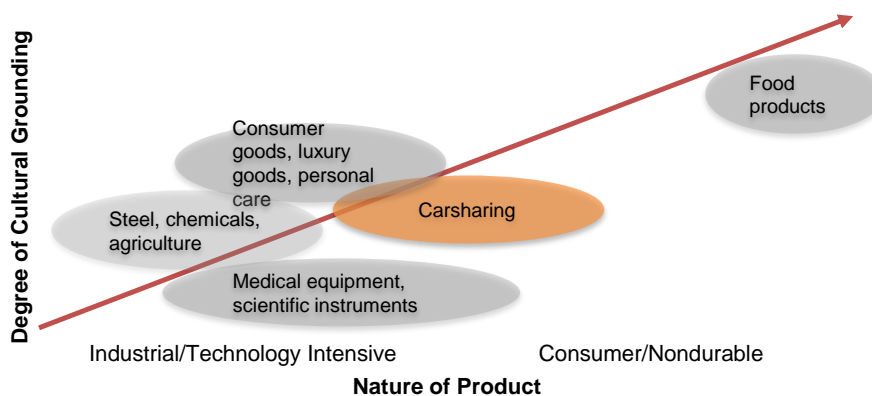 Degree of Cultural Grounding
Food
products
Consumer
goods, luxury
goods, personal
care
Carsharing
Steel, chemicals,
agriculture
Medical equipment,
scientific instruments
Industrial/Technology Intensive
Consumer/Nondurable
Nature of Product